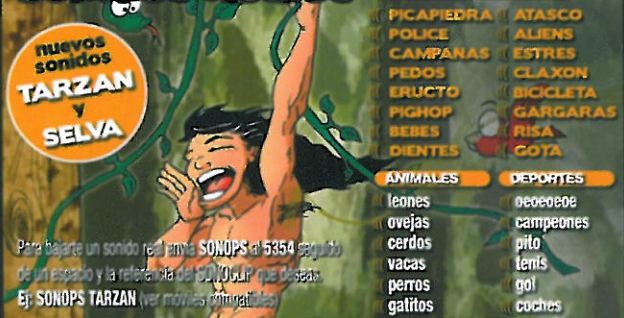 nuevos
sonidos
TARZAN
y
SELVA
Para bajarte un sonido real envia SONOPS al 5354 seguido
de un espacio y la referencia del SONOCLIP que deseas.
Ej: SONOPS TARZAN (ver móviles compatibles)
PICAPIEDRA
POLICE
CAMPANAS
PEDOS
ERUCTO
PIGHOP
BEBES
DIENTES
ATASCO
ALIENS
ESTRES
CLAXON
BICICLETA
GARGARAS
RISA
GOTA
ANIMALES
leones
ovejas
cerdos
vacas
perros
gatitos
DEPORTES
oeoeoeoe
campeones
pito
tenis
gol
coches